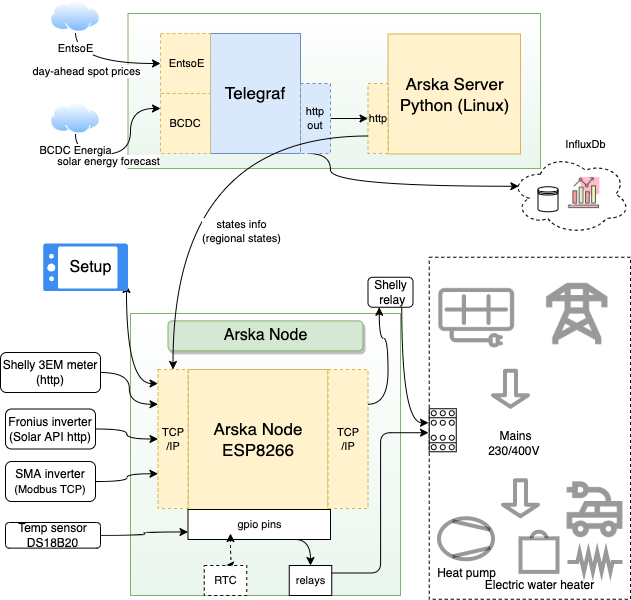 EntsoE
day-ahead spot prices
BCDC Energia
solar energy forecast
EntsoE
BCDC
Telegraf
http
out
http
Arska Server
Python (Linux)
InfluxDb
states info
(regional states)
Setup
Shelly
relay
Arska Node
Shelly 3EM meter
(http)
Fronius inverter
(Solar API http)
SMA inverter
(Modbus TCP)
Temp sensor
DS18B20
TCP
/IP
Arska Node
ESP8266
TCP
/IP
gpio pins
RTC
relays
Mains
230/400V
Heat pump
Electric water heater